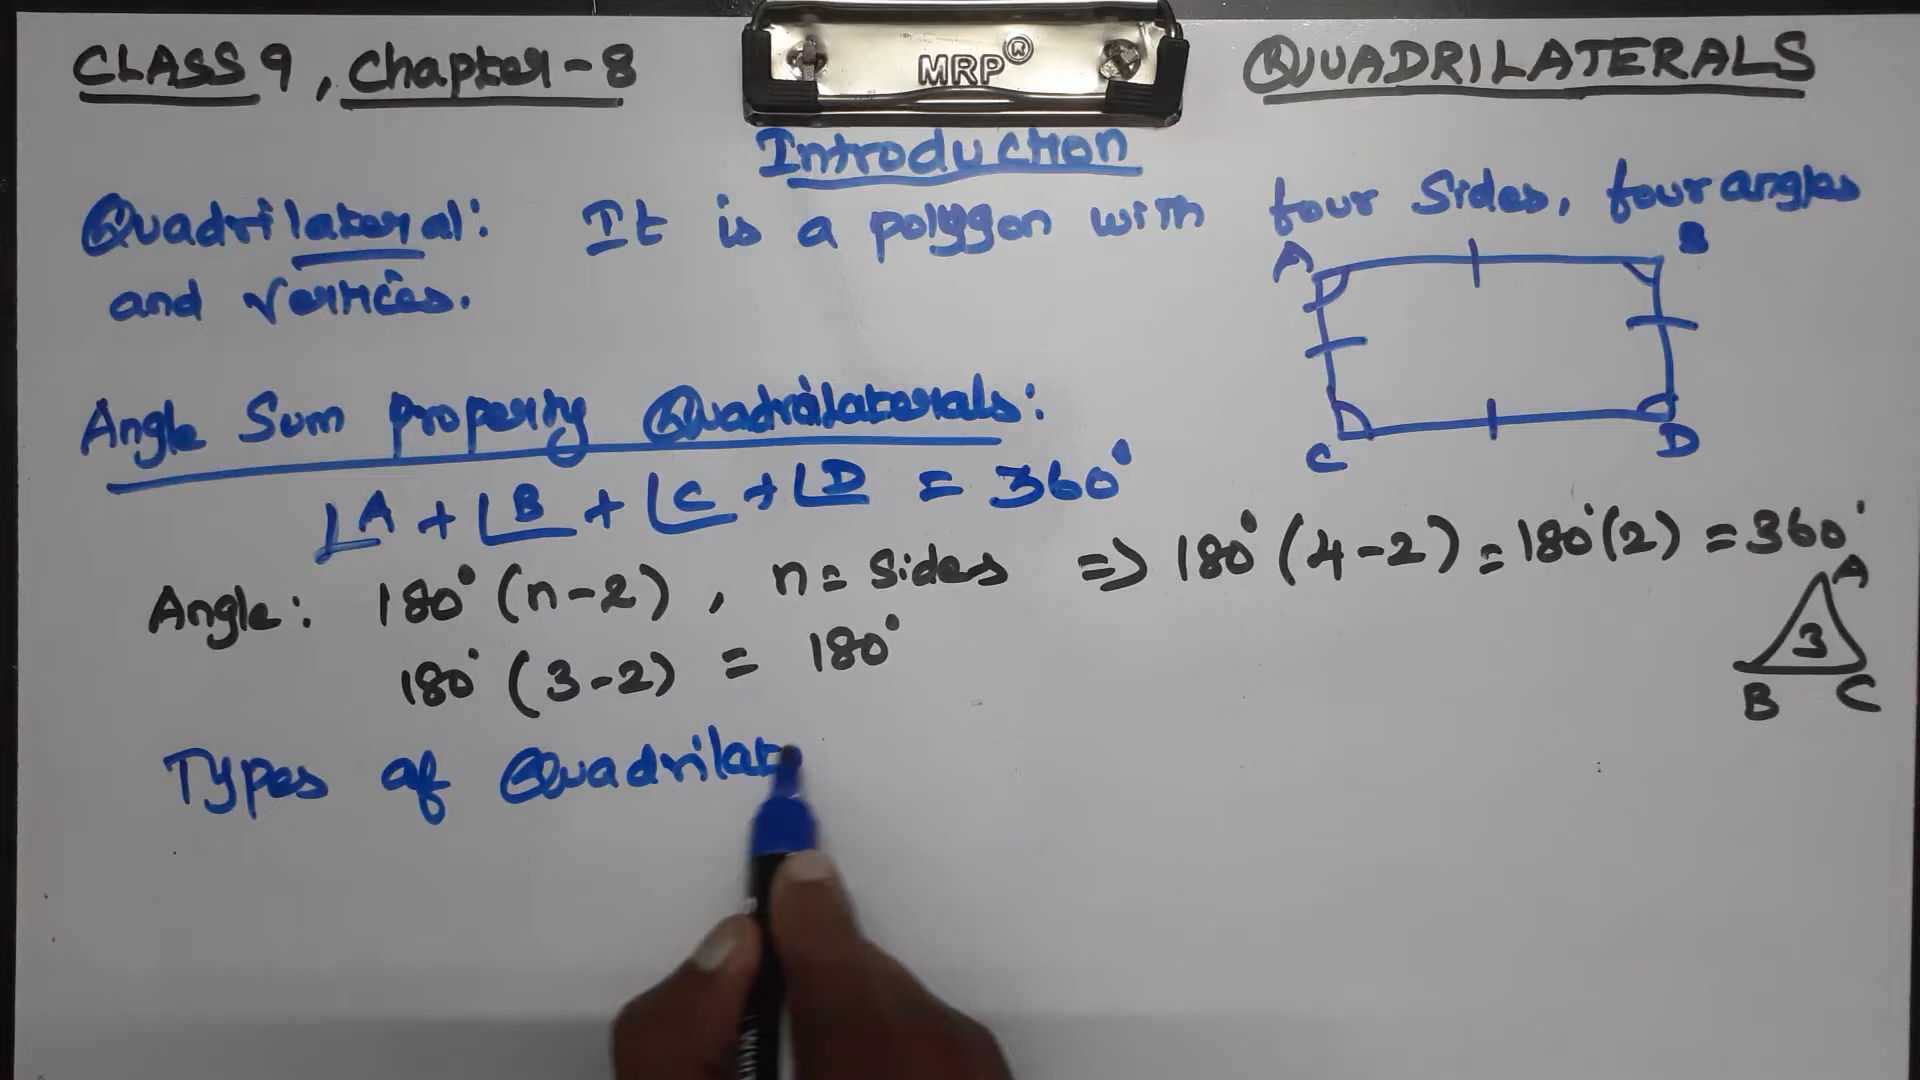 CLASS 9, Chapter-8
MRP®
QUADRILATERALS
Introduction
Quadrilateral: It is a polygon with four sides, four angles
and vertices.
A
B
C
D
Angle Sum property Quadrilaterals:
∠A + ∠B + ∠C + ∠D = 360°
Angle: 180° (n-2), n = sides => 180° (4-2) = 180°(2) = 360°
180° (3-2) = 180°
A
3
B C
Types of Quadrilat